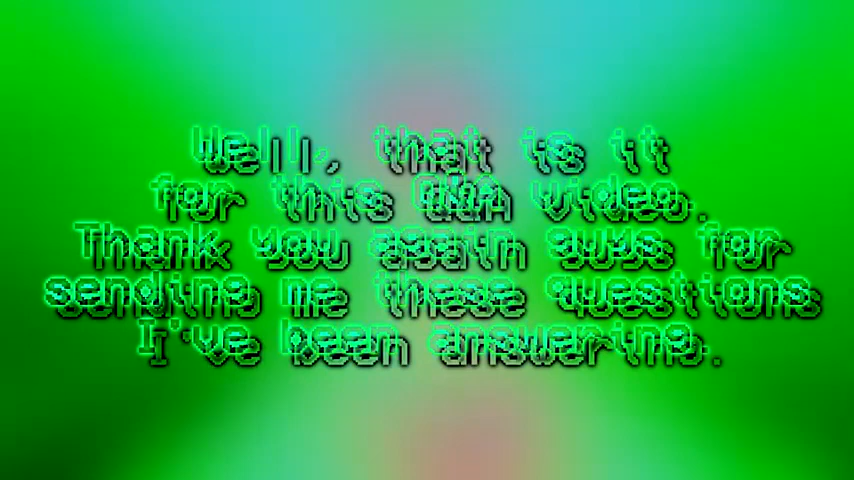 Well, that is it
for this Q&A video.
Thank you again guys for
sending me these questions
I've been answering.